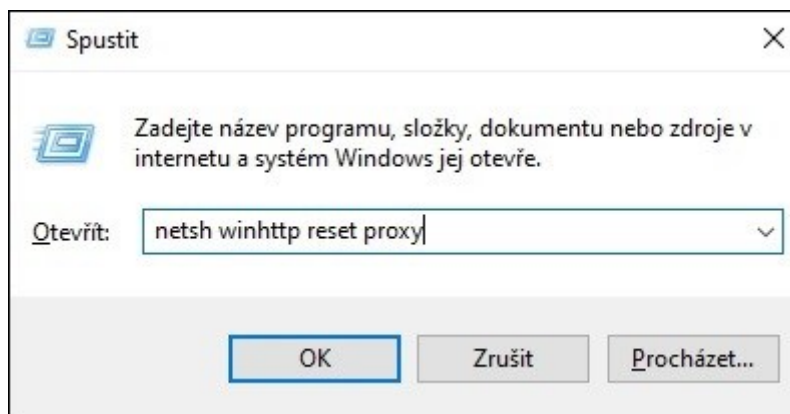 Spustit
Zadejte název programu, složky, dokumentu nebo zdroje v
internetu a systém Windows jej otevře.
Otevřít: netsh winhttp reset proxy
OK Zrušit Procházet...